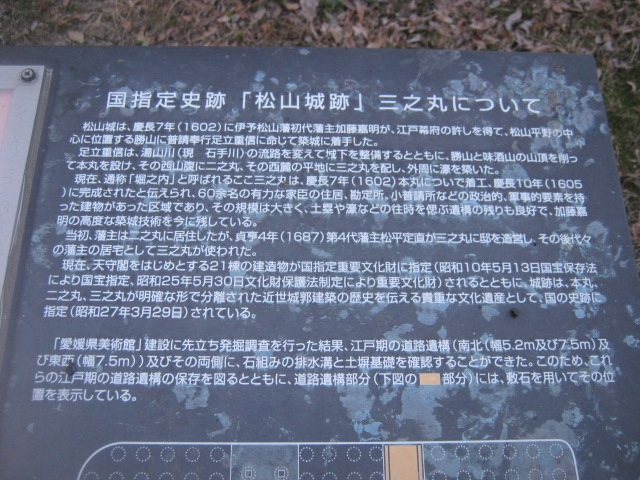 国指定史跡「松山城跡」三之丸について
松山城は、慶長7年(1602)に伊予松山藩初代藩主加藤嘉明が、江戸幕府の許しを得て、松山平野の中
心に位置する勝山に普請奉行足立重信に命じて築城に着手した。
足立重信は、湯山川(現 石手川)の流路を変えて城下を整備するとともに、勝山と味酒山の山頂を削っ
て本丸を設け、その西山腹に二之丸、その西麓の平地に三之丸を配し、外周に濠を築いた。
現在、通称「堀之内」と呼ばれるここ三之丸は、慶長7年(1602)本丸について着工、慶長10年(1605
)に完成されたと伝えられ、60余名の有力な家臣の住居、勘定所、小普請所などの政治的、軍事的要素を持
った建物があった区域であり、その規模は大きく、土塁や濠などの往時を偲ぶ遺構の残りも良好で、加藤嘉
明の高度な築城技術を今に残している。
当初、藩主は二之丸に居住したが、貞享4年(1687)第4代藩主松平定直が三之丸に邸を造営し、その後代々
の藩主の居宅として三之丸が使われた。
現在、天守閣をはじめとする21棟の建造物が国指定重要文化財に指定(昭和10年5月13日国宝保存法
により国宝指定、昭和25年5月30日文化財保護法制定により重要文化財)されるとともに、城跡は、本丸、
二之丸、三之丸が明確な形で分離された近世城郭建築の歴史を伝える貴重な文化遺産として、国の史跡に
指定(昭和27年3月29日)されている。
「愛媛県美術館」建設に先立ち発掘調査を行った結果、江戸期の道路遺構(南北(幅5.2m及び7.5m)及
び東西(幅7.5m))及びその両側に、石組みの排水溝と土塀基礎を確認することができた。このため、これ
らの江戸期の道路遺構の保存を図るとともに、道路遺構部分(下図の 部分)には、敷石を用いてその位
置を表示している。